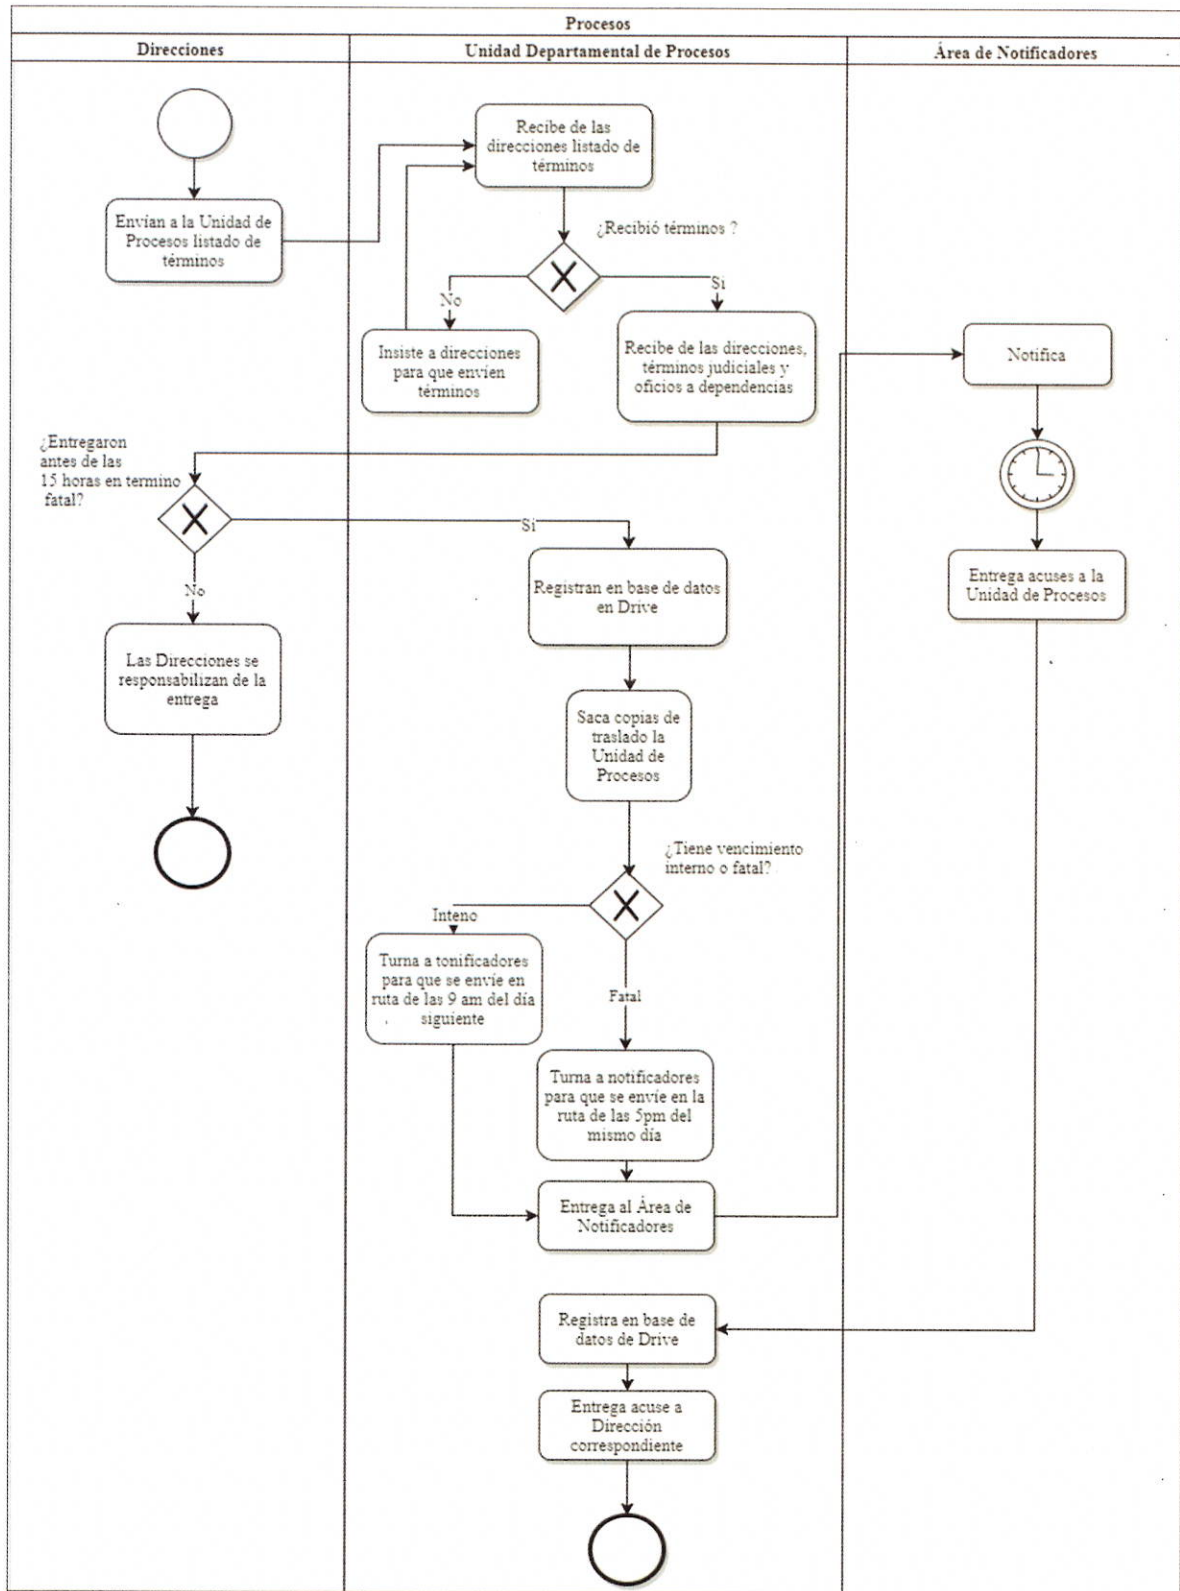 Procesos
Direcciones
Unidad Departamental de Procesos
Área de Notificadores
Recibe de las
direcciones listado de
términos
Envían a la Unidad de
Procesos listado de
términos
¿Recibió términos ?
No
Si
Insiste a direcciones
para que envien
términos
Recibe de las direcciones,
términos judiciales y
oficios a dependencias
Notifica
¿Entregaron
antes de las
15 horas en termino
fatal?
Si
No
Registran en base de datos
en Drive
Entrega acuses a la
Unidad de Procesos
Las Direcciones se
responsabilizan de la
entrega
Saca copias de
traslado la
Unidad de
Procesos
¿Tiene vencimiento
interno o fatal?
Inteno
Turna a tonificadores
para que se envíe en
ruta de las 9 am del día
siguiente
Fatal
Turna a notificadores
para que se envíe en la
ruta de las 5pm del
mismo día
Entrega al Área de
Notificadores
Registra en base de
datos de Drive
Entrega acuse a
Dirección
correspondiente